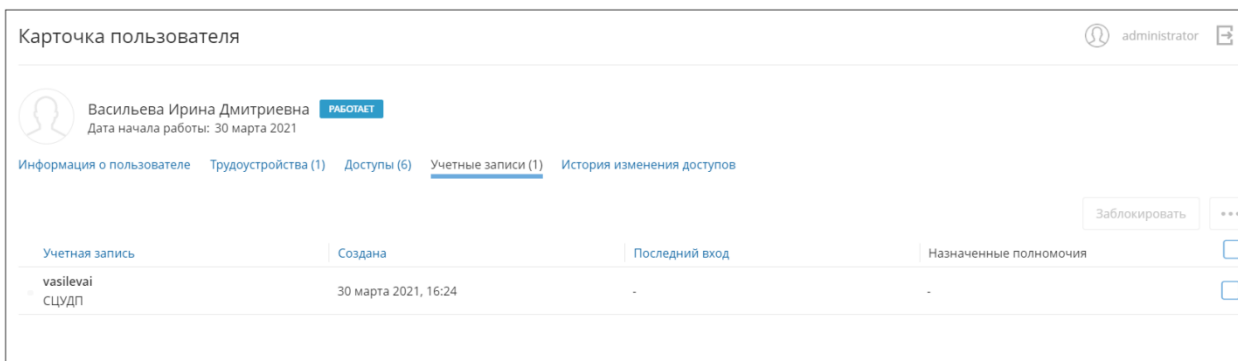 Карточка пользователя
administrator
Васильева Ирина Дмитриевна РАБОТАЕТ
Дата начала работы: 30 марта 2021
Информация о пользователе Трудоустройства (1) Доступы (6) Учетные записи (1) История изменения доступов
Заблокировать •••
Учетная запись Создана Последний вход Назначенные полномочия
vasilevai
СЦУДП 30 марта 2021, 16:24 - -